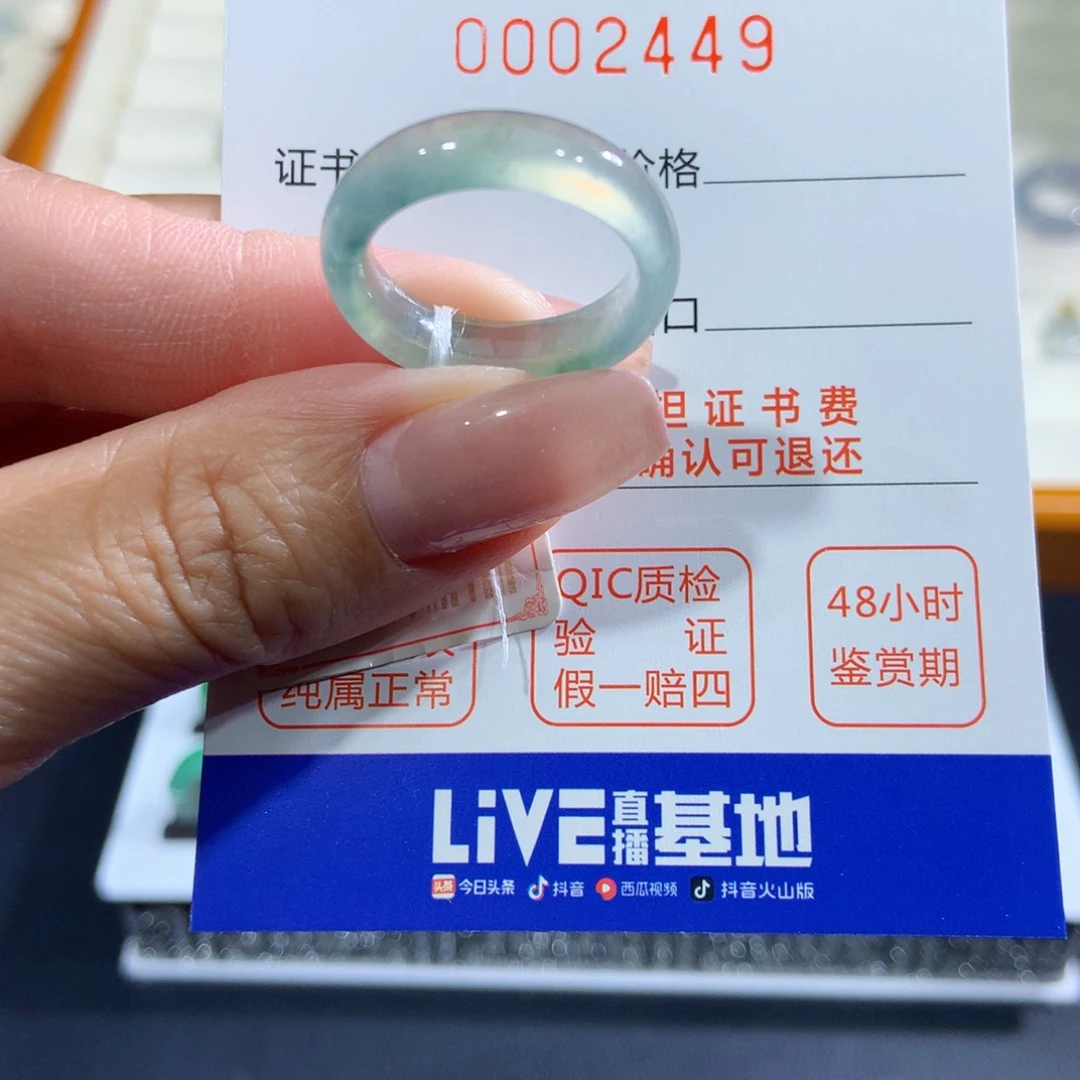 0002449
证书 价格
口
担证书费
确认可退还
QIC质检
验 证
假一赔四
48小时
鉴赏期
纯属正常
LiVE直播基地
今日头条 抖音 西瓜视频 抖音火山版